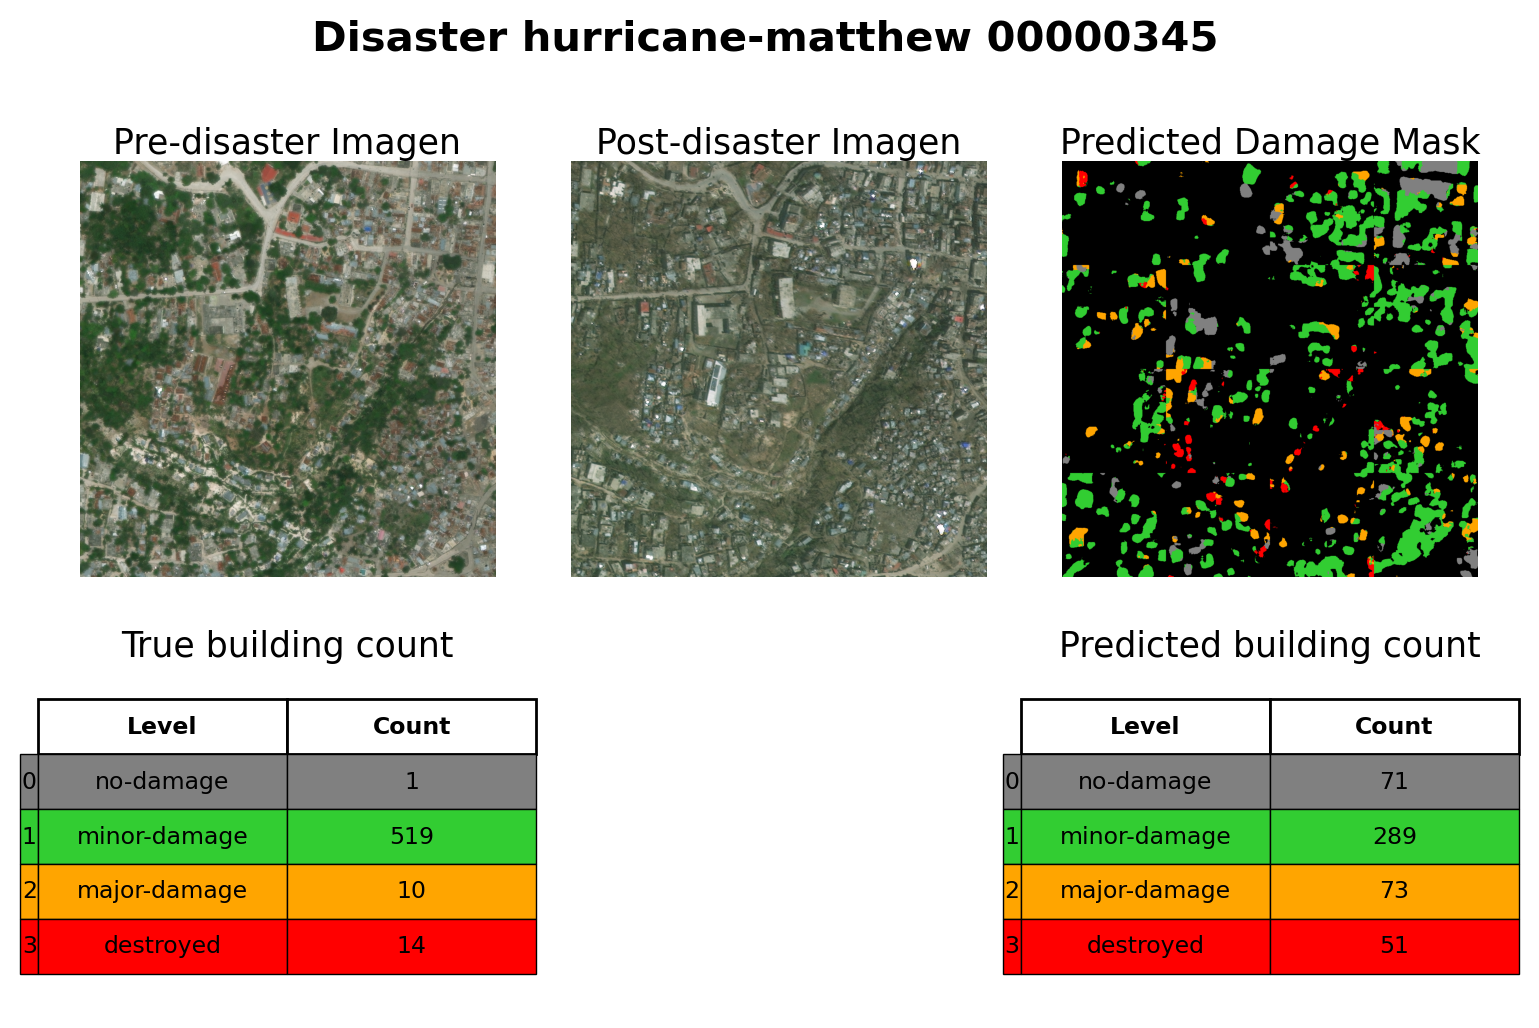 Disaster hurricane-matthew 00000345
Pre-disaster Imagen
Post-disaster Imagen
Predicted Damage Mask
True building count
Level Count
0 no-damage 1
1 minor-damage 519
2 major-damage 10
3 destroyed 14
Predicted building count
Level Count
0 no-damage 71
1 minor-damage 289
2 major-damage 73
3 destroyed 51